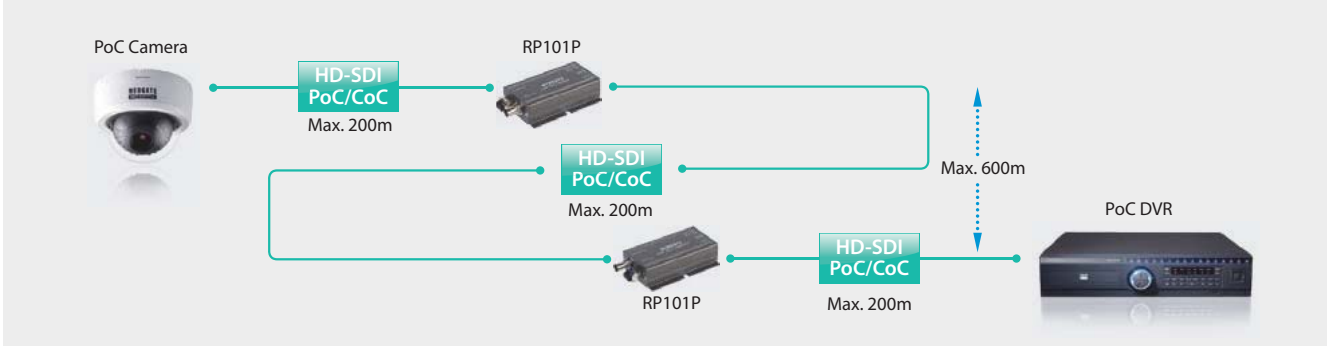 PoC Camera
RP101P
HD-SDI
PoC/CoC
Max. 200m
HD-SDI
PoC/CoC
Max. 200m
Max. 600m
PoC DVR
RP101P
HD-SDI
PoC/CoC
Max. 200m